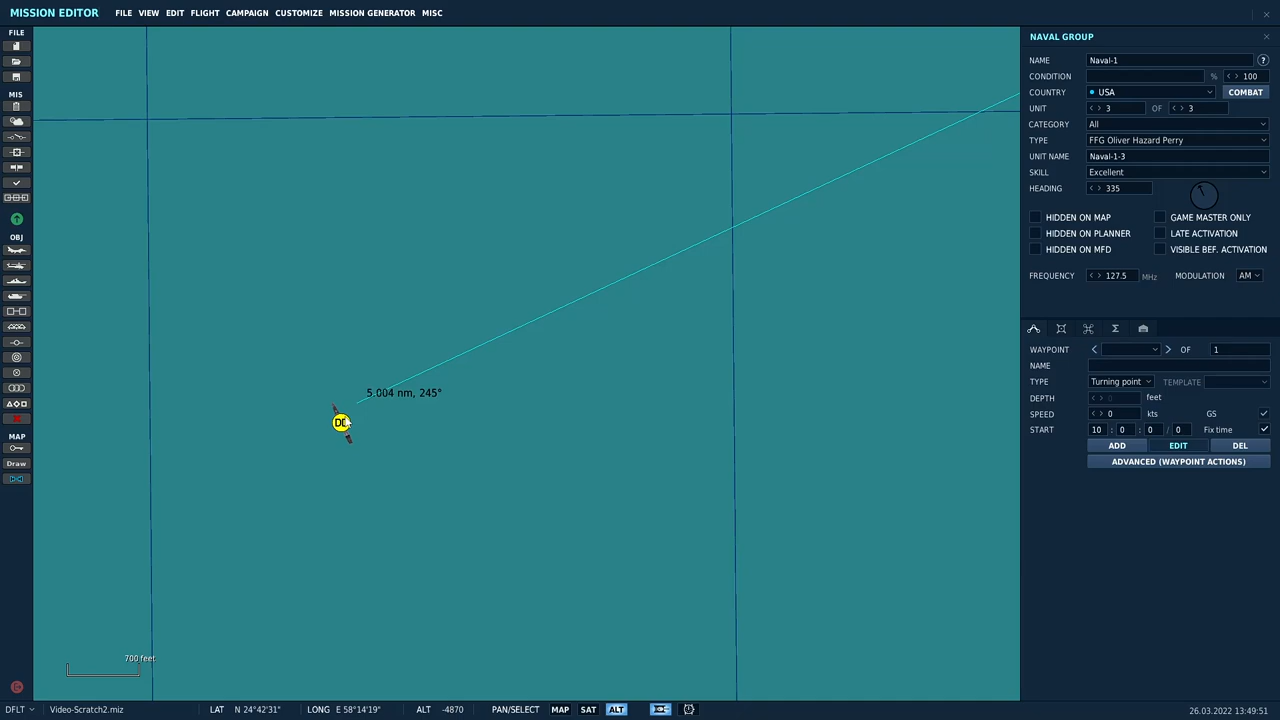 MISSION EDITOR FILE VIEW EDIT FLIGHT CAMPAIGN CUSTOMIZE MISSION GENERATOR MISC
FILE
MIS
OBJ
MAP
Draw
5.004 nm, 245°
700 feet
NAVAL GROUP
NAME Naval-1 ?
CONDITION % < > 100
COUNTRY USA COMBAT
UNIT < > 3 OF < > 3
CATEGORY All
TYPE FFG Oliver Hazard Perry
UNIT NAME Naval-1-3
SKILL Excellent
HEADING < > 335
HIDDEN ON MAP GAME MASTER ONLY
HIDDEN ON PLANNER LATE ACTIVATION
HIDDEN ON MFD VISIBLE BEF. ACTIVATION
FREQUENCY < > 127.5 MHz MODULATION AM
WAYPOINT OF 1
NAME
TYPE Turning point TEMPLATE
DEPTH < > 0 feet
SPEED < > 0 kts GS
START 10 : 0 : 0 / 0 Fix time
ADD EDIT DEL
ADVANCED (WAYPOINT ACTIONS)
DFLT Video-Scratch2.miz LAT N 24°42'31" LONG E 58°14'19" ALT -4870 PAN/SELECT MAP SAT ALT 26.03.2022 13:49:51